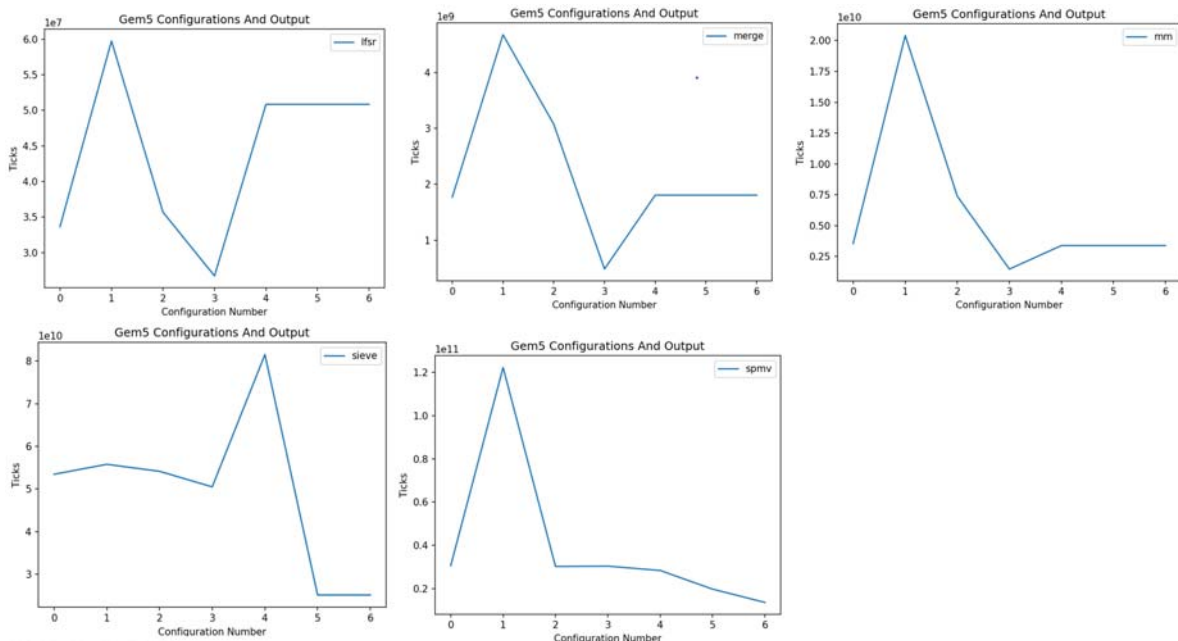 Gem5 Configurations And Output
1e7
lfsr
6.0
5.5
5.0
4.5
4.0
3.5
3.0
Ticks
0 1 2 3 4 5 6
Configuration Number
Gem5 Configurations And Output
1e9
merge
4
3
2
1
Ticks
0 1 2 3 4 5 6
Configuration Number
Gem5 Configurations And Output
1e10
mm
2.00
1.75
1.50
1.25
1.00
0.75
0.50
0.25
Ticks
0 1 2 3 4 5 6
Configuration Number
Gem5 Configurations And Output
1e10
sieve
8
7
6
5
4
3
Ticks
0 1 2 3 4 5 6
Configuration Number
Gem5 Configurations And Output
1e11
spmv
1.2
1.0
0.8
0.6
0.4
0.2
Ticks
0 1 2 3 4 5 6
Configuration Number